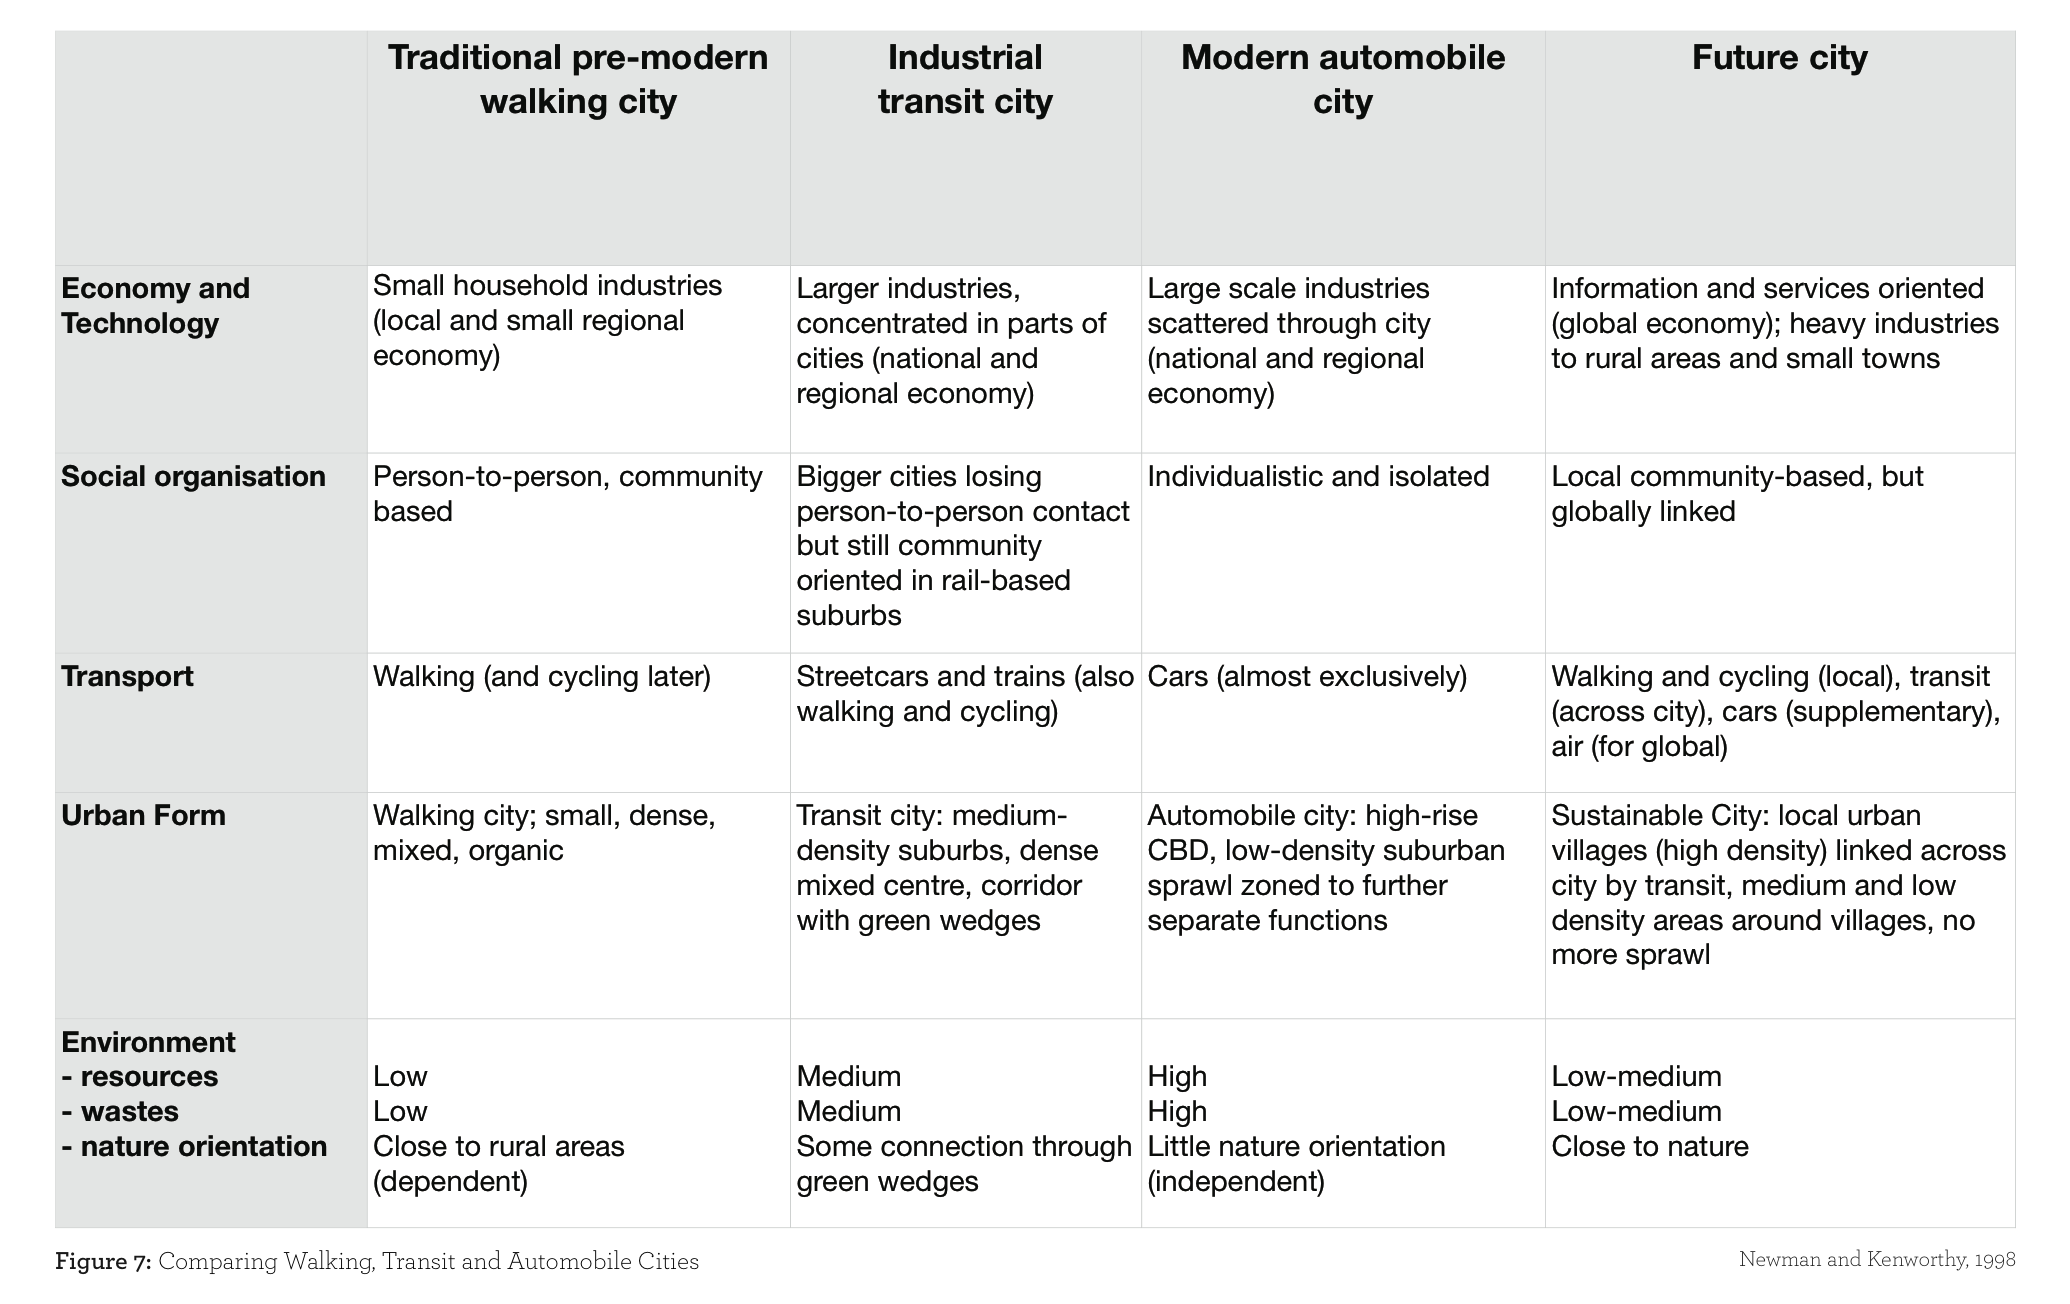 Traditional pre-modern
walking city
Industrial
transit city
Modern automobile
city
Future city
Economy and
Technology
Small household industries
(local and small regional
economy)
Larger industries,
concentrated in parts of
cities (national and
regional economy)
Large scale industries
scattered through city
(national and regional
economy)
Information and services oriented
(global economy); heavy industries
to rural areas and small towns
Social organisation
Person-to-person, community
based
Bigger cities losing
person-to-person contact
but still community
oriented in rail-based
suburbs
Individualistic and isolated
Local community-based, but
globally linked
Transport
Walking (and cycling later)
Streetcars and trains (also
walking and cycling)
Cars (almost exclusively)
Walking and cycling (local), transit
(across city), cars (supplementary),
air (for global)
Urban Form
Walking city; small, dense,
mixed, organic
Transit city: medium-
density suburbs, dense
mixed centre, corridor
with green wedges
Automobile city: high-rise
CBD, low-density suburban
sprawl zoned to further
separate functions
Sustainable City: local urban
villages (high density) linked across
city by transit, medium and low
density areas around villages, no
more sprawl
Environment
- resources
- wastes
- nature orientation
Low
Low
Close to rural areas
(dependent)
Medium
Medium
Some connection through
green wedges
High
High
Little nature orientation
(independent)
Low-medium
Low-medium
Close to nature
Figure 7: Comparing Walking, Transit and Automobile Cities
Newman and Kenworthy, 1998